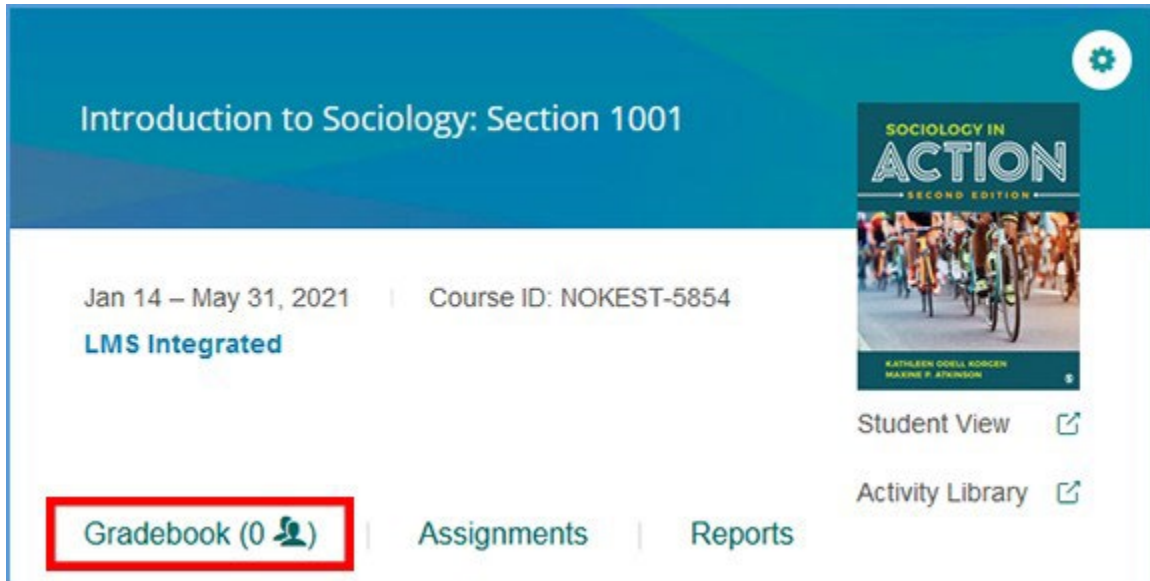 Introduction to Sociology: Section 1001
SOCIOLOGY IN
ACTION
SECOND EDITION
KATHLEEN ODELL KORGEN
MAXINE P. ATKINSON
Jan 14 – May 31, 2021
Course ID: NOKEST-5854
LMS Integrated
Student View
Activity Library
Gradebook (0 )
Assignments
Reports